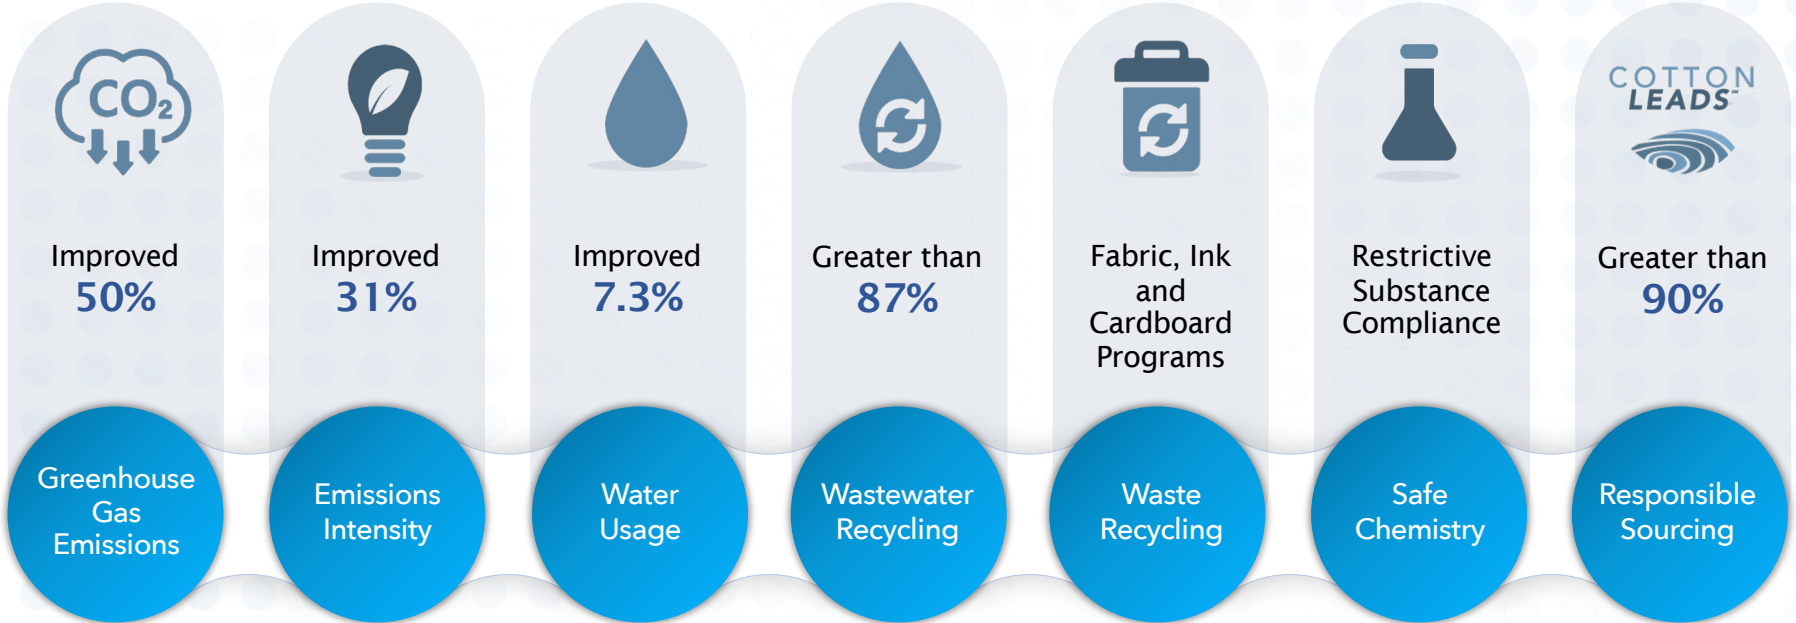 CO₂
Improved
50%
Greenhouse
Gas
Emissions
Improved
31%
Emissions
Intensity
Improved
7.3%
Water
Usage
Greater than
87%
Wastewater
Recycling
Fabric, Ink
and
Cardboard
Programs
Waste
Recycling
Restrictive
Substance
Compliance
Safe
Chemistry
COTTON
LEADS™
Greater than
90%
Responsible
Sourcing